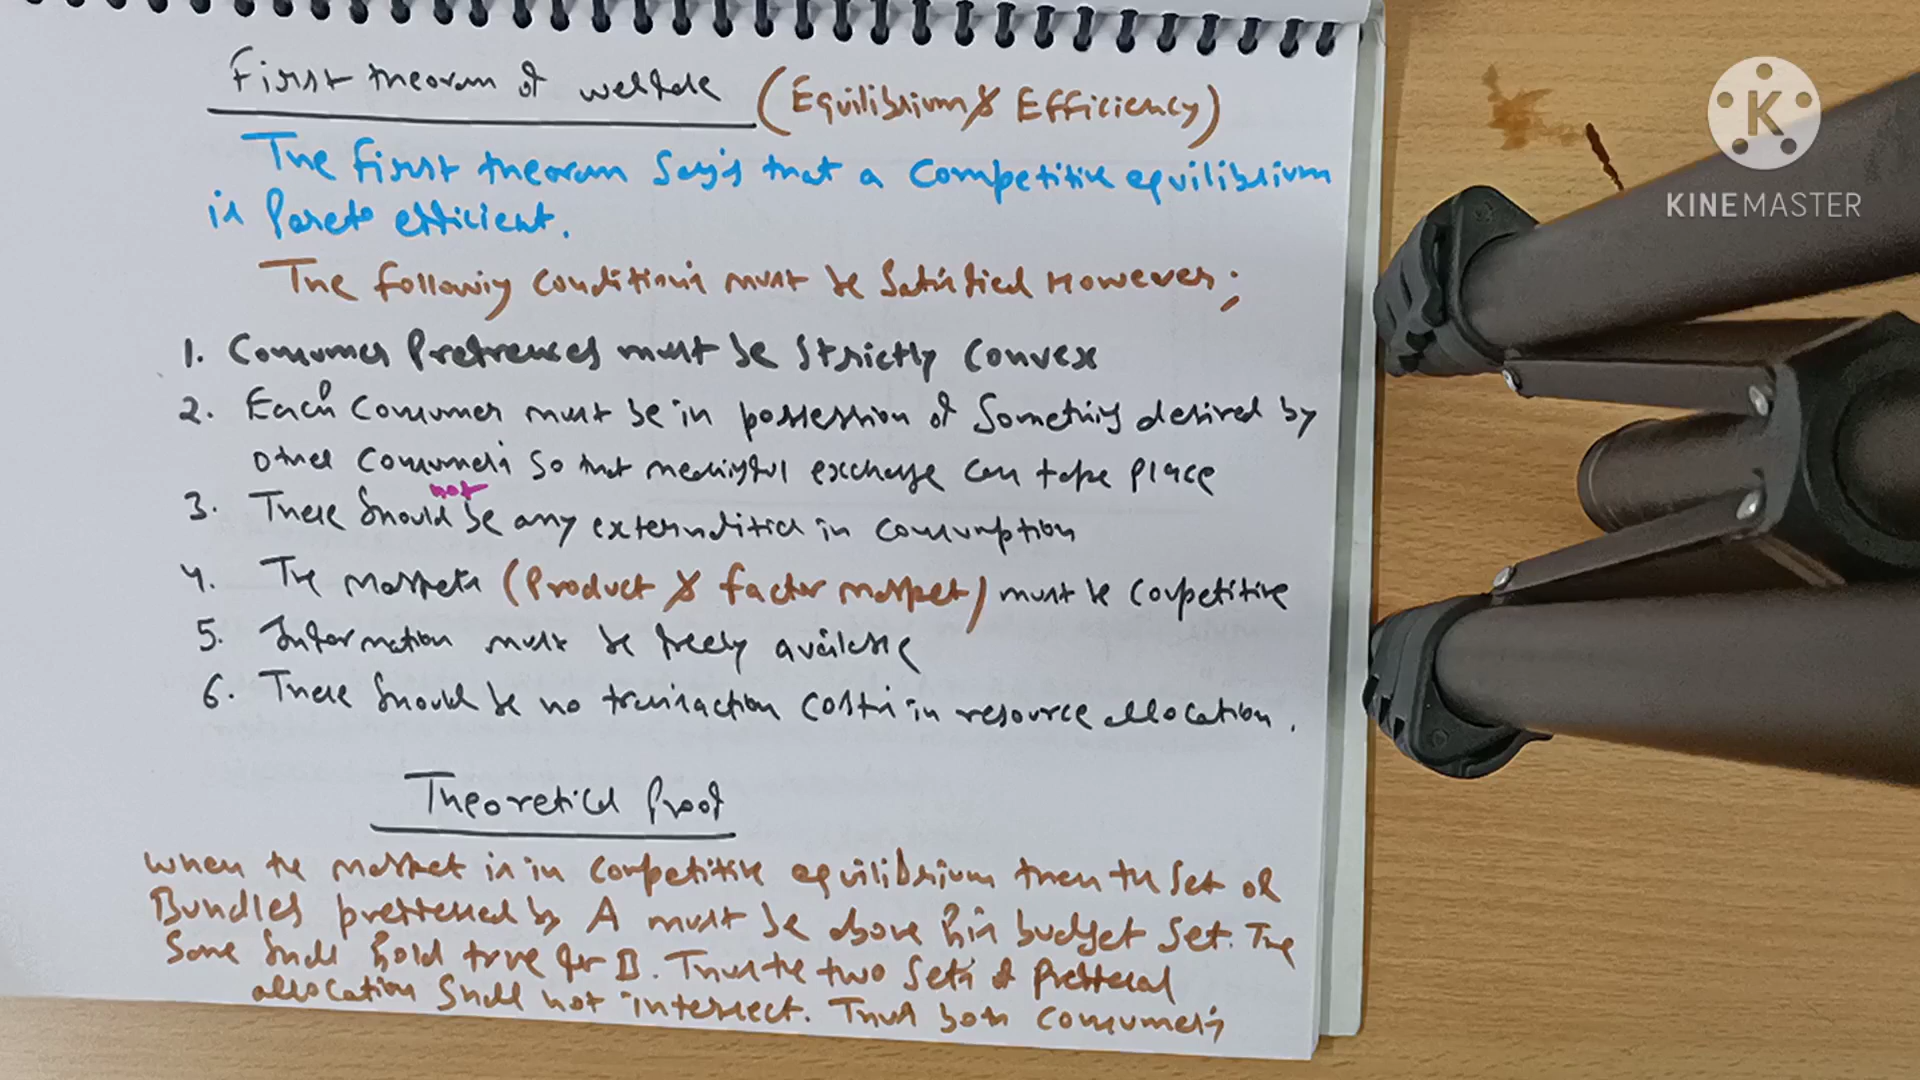 First theorem of welfare (Equilibrium & Efficiency)
The first theorem says that a competitive equilibrium
is Pareto efficient.
The following conditions must be satisfied However;
1. Consumer Prefrences must be strictly convex
2. Each consumer must be in possession of something desired by
other consumers so that meaningful exchange can take place
3. There should not be any externalities in consumption
4. The markets (Product & factor market) must be competitive
5. Information must be freely available
6. There should be no transaction costs in resource allocation.
Theoretical Proof
When the market is in competitive equilibrium then the set of
Bundles preffered by A must be above his budget set. The
same shall hold true for B. Thus the two sets of preffered
allocation shall not intersect. Thus both consumers
K
KINEMASTER